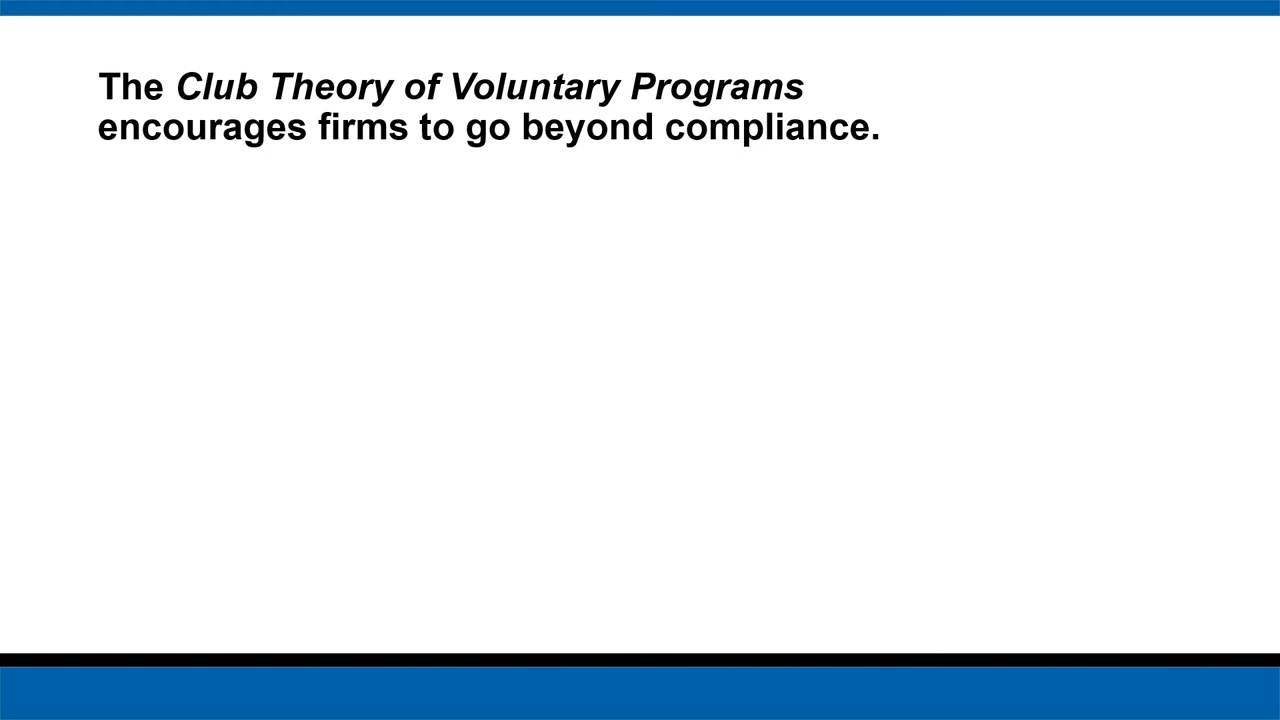 The Club Theory of Voluntary Programs
encourages firms to go beyond compliance.